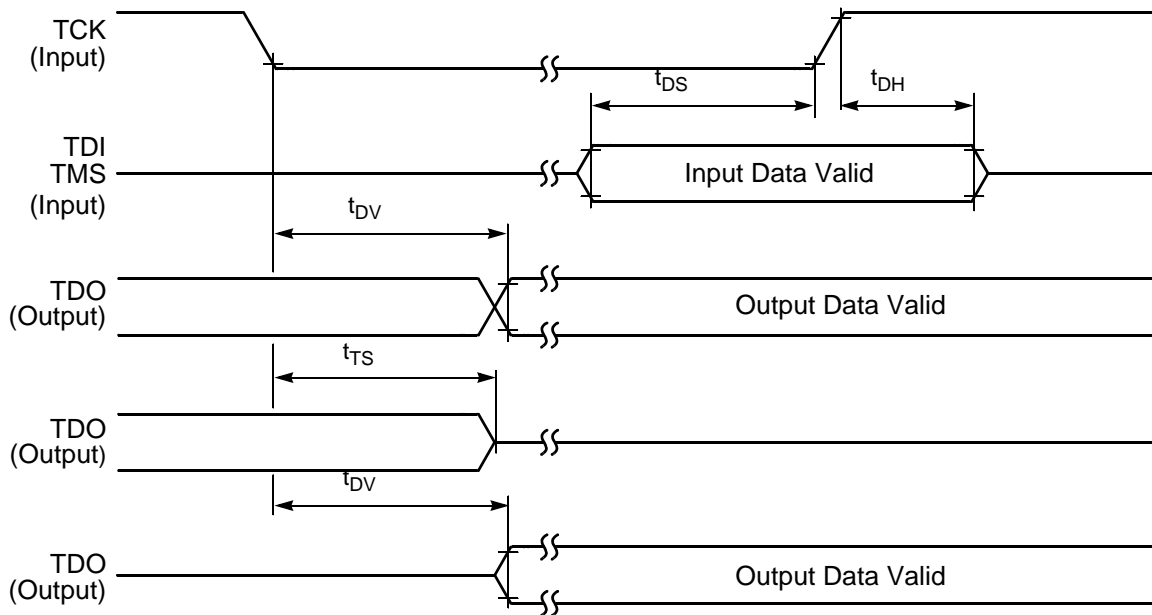 TCK
(Input)
tDS
tDH
TDI
TMS
(Input)
Input Data Valid
tDV
TDO
(Output)
Output Data Valid
tTS
TDO
(Output)
tDV
TDO
(Output)
Output Data Valid